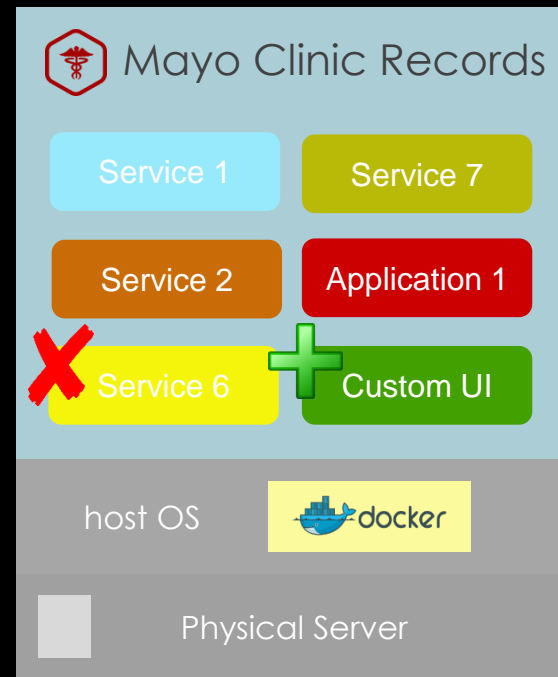 Mayo Clinic Records
Service 1
Service 7
Service 2
Application 1
Service 6
Custom UI
host OS
docker
Physical Server